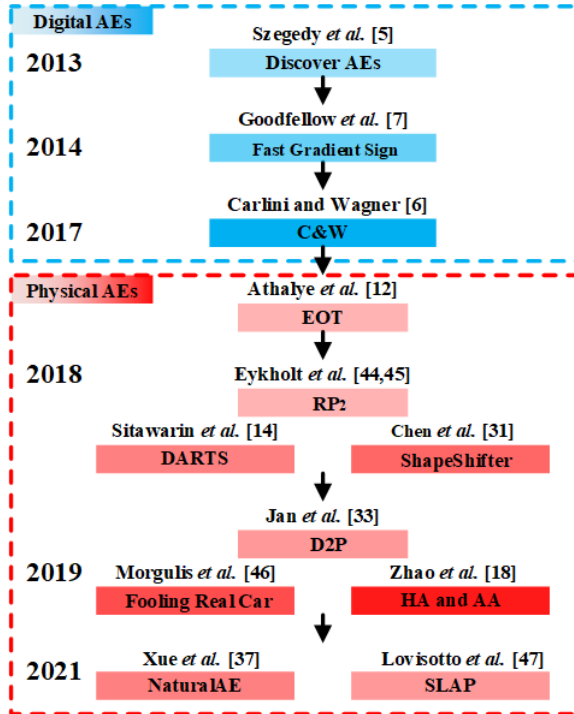 Digital AEs
Szegedy et al. [5]
2013
Discover AEs
Goodfellow et al. [7]
2014
Fast Gradient Sign
Carlini and Wagner [6]
2017
C&W
Physical AEs
Athalye et al. [12]
EOT
2018
Eykholt et al. [44,45]
RP2
Sitawarin et al. [14]
Chen et al. [31]
DARTS
ShapeShifter
Jan et al. [33]
D2P
2019
Morgulis et al. [46]
Zhao et al. [18]
Fooling Real Car
HA and AA
2021
Xue et al. [37]
Lovisotto et al. [47]
NaturalAE
SLAP